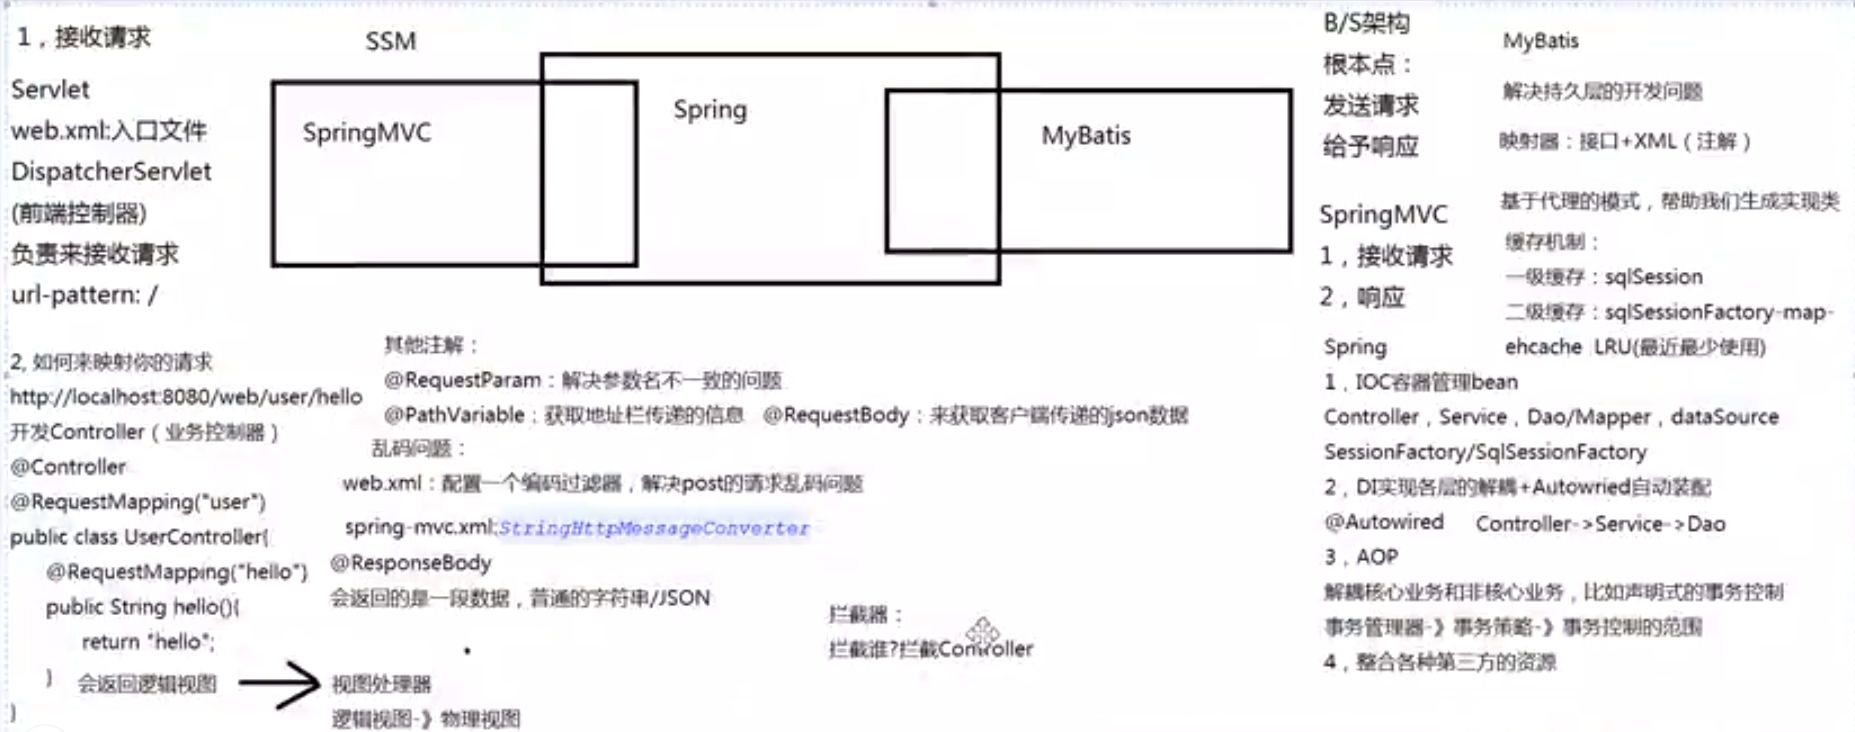 1，接收请求
Servlet
web.xml:入口文件
DispatcherServlet
(前端控制器)
负责来接收请求
url-pattern: /
SSM
SpringMVC
Spring
MyBatis
2, 如何来映射你的请求
http://localhost:8080/web/user/hello
开发Controller（业务控制器）
@Controller
@RequestMapping("user")
public class UserController{
@RequestMapping("hello")
public String hello(){
return "hello";
}
会返回逻辑视图
}
其他注解：
@RequestParam：解决参数名不一致的问题
@PathVariable：获取地址栏传递的信息 @RequestBody：来获取客户端传递的json数据
乱码问题：
web.xml：配置一个编码过滤器，解决post的请求乱码问题
spring-mvc.xml:StringHttpMessageConverter
@ResponseBody
会返回的是一段数据，普通的字符串/JSON
视图处理器
逻辑视图-》物理视图
拦截器：
拦截谁?拦截Controller
B/S架构
根本点：
发送请求
给予响应
SpringMVC
1，接收请求
2，响应
MyBatis
解决持久层的开发问题
映射器：接口+XML（注解）
基于代理的模式，帮助我们生成实现类
缓存机制：
一级缓存：sqlSession
二级缓存：sqlSessionFactory-map-
ehcache LRU(最近最少使用)
Spring
1，IOC容器管理bean
Controller，Service，Dao/Mapper，dataSource
SessionFactory/SqlSessionFactory
2，DI实现各层的解耦+Autowried自动装配
@Autowired Controller->Service->Dao
3，AOP
解耦核心业务和非核心业务，比如声明式的事务控制
事务管理器-》事务策略-》事务控制的范围
4，整合各种第三方的资源